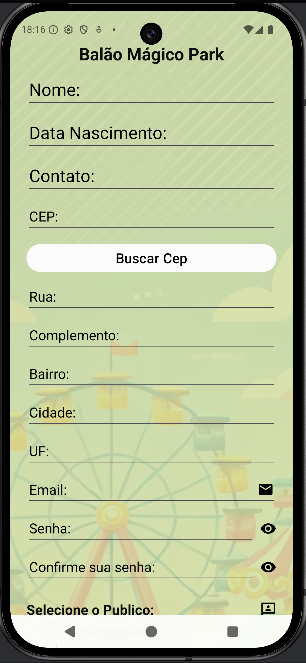 18:16
Balão Mágico Park
Nome:
Data Nascimento:
Contato:
CEP:
Buscar Cep
Rua:
Complemento:
Bairro:
Cidade:
UF:
Email:
Senha:
Confirme sua senha:
Selecione o Publico: